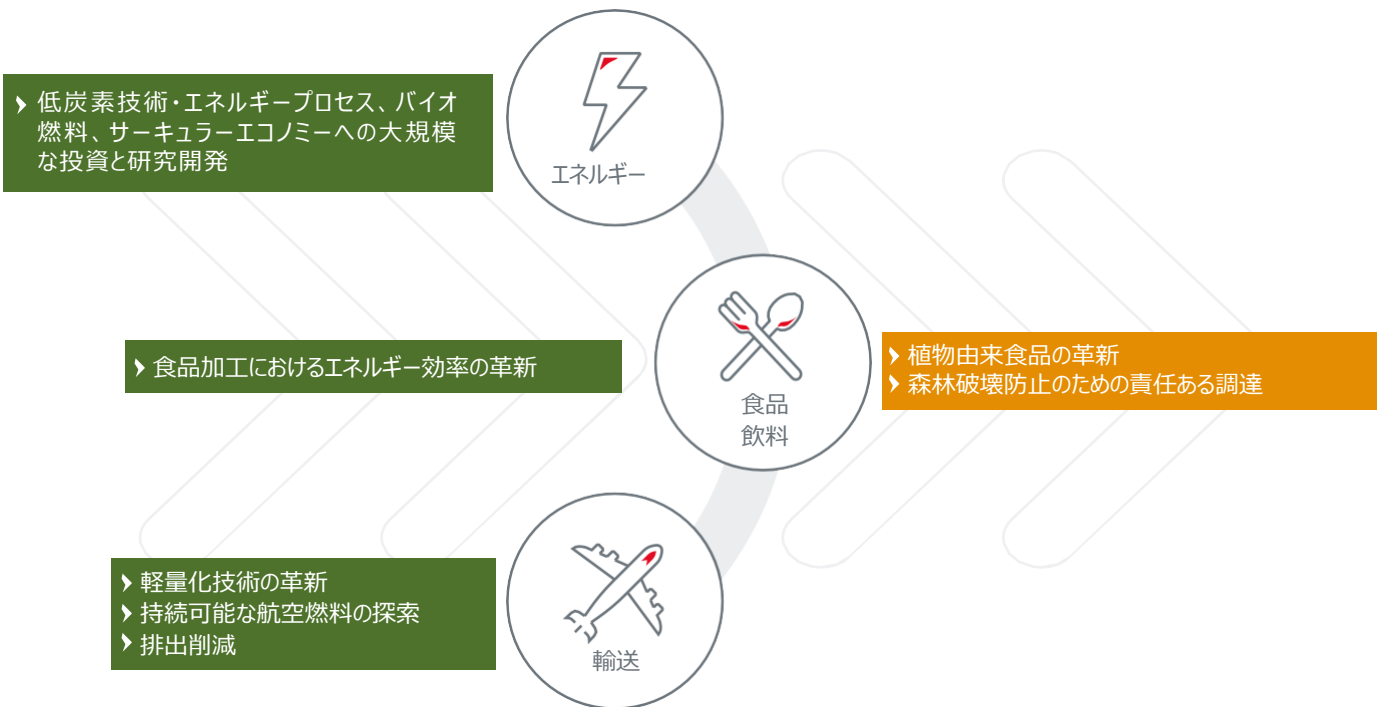 低炭素技術・エネルギープロセス、バイオ
燃料、サーキュラーエコノミーへの大規模
な投資と研究開発
エネルギー
食品加工におけるエネルギー効率の革新
食品
飲料
植物由来食品の革新
森林破壊防止のための責任ある調達
軽量化技術の革新
持続可能な航空燃料の探索
排出削減
輸送